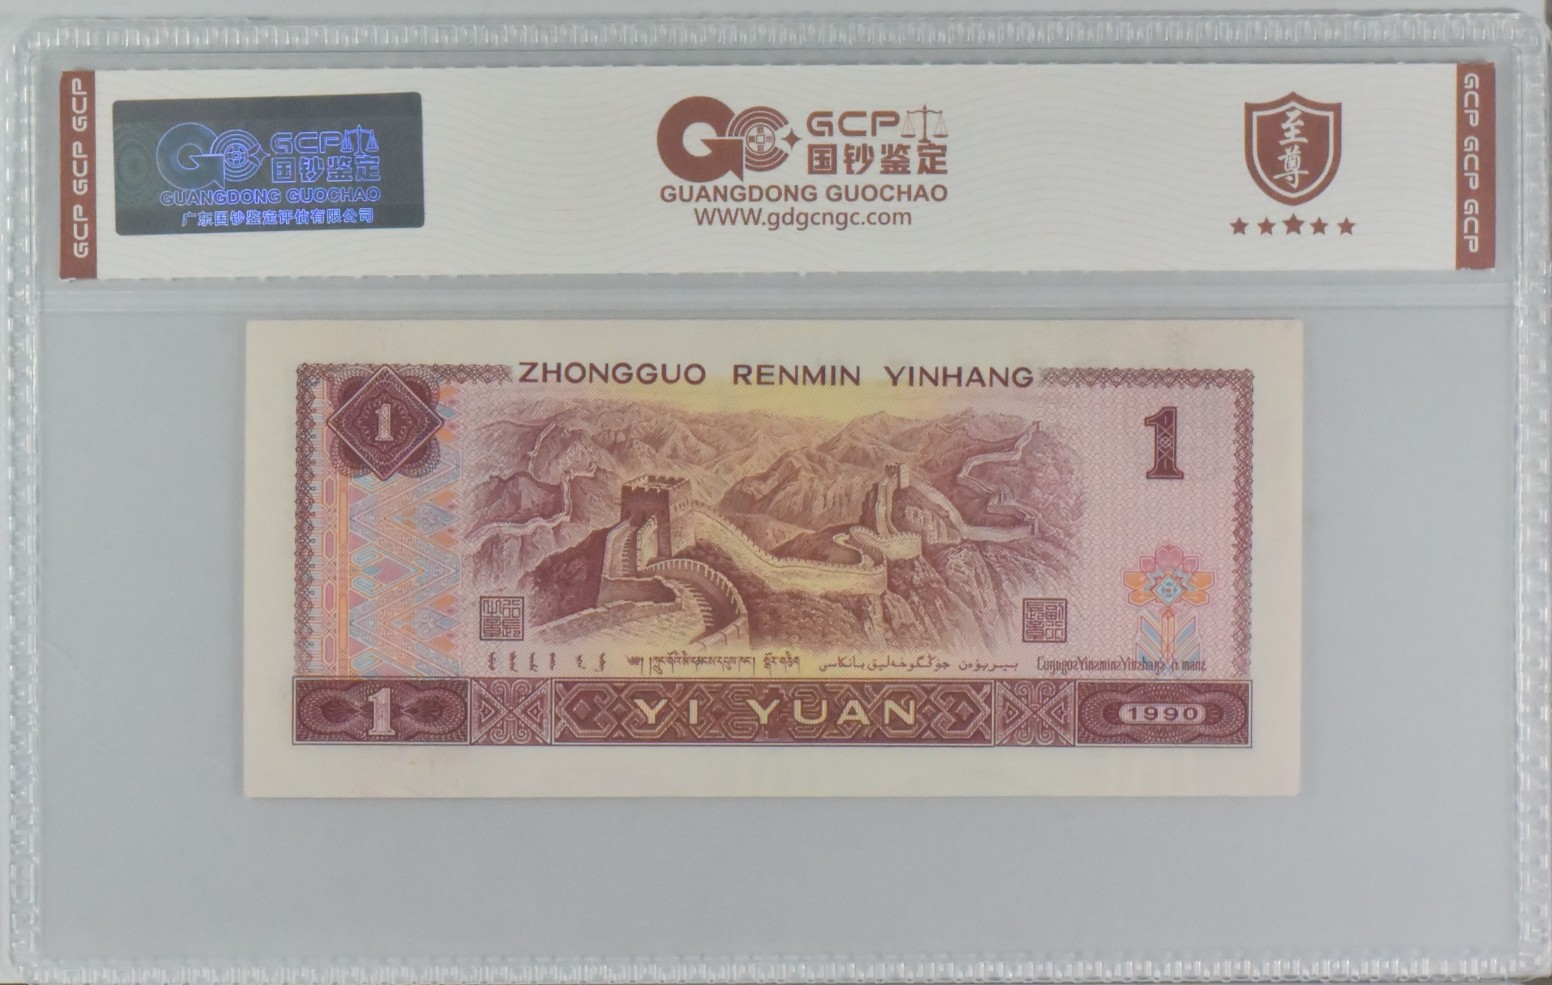 GCP GCP GCP
GCP
国钞鉴定
GUANGDONG GUOCHAO
广东国钞鉴定评估有限公司
GCP
国钞鉴定
GUANGDONG GUOCHAO
WWW.gdgcngc.com
至
尊
GCP GCP GCP
ZHONGGUO RENMIN YINHANG
1
1
1
YI YUAN
1990